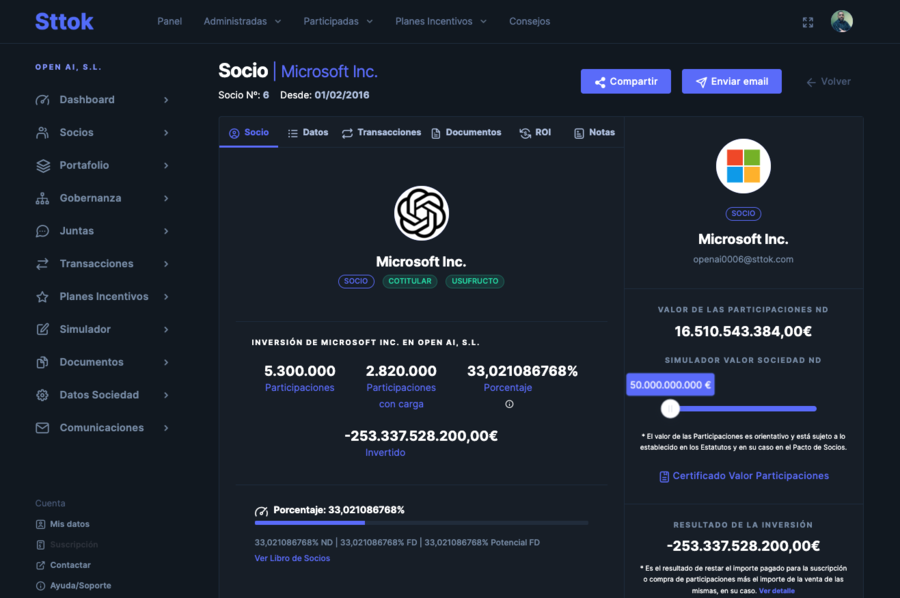 Sttok
Panel
Administradas
Participadas
Planes Incentivos
Consejos
OPEN AI, S.L.
Dashboard
Socios
Portafolio
Gobernanza
Juntas
Transacciones
Planes Incentivos
Simulador
Documentos
Datos Sociedad
Comunicaciones
Cuenta
Mis datos
Suscripción
Contactar
Ayuda/Soporte
Socio | Microsoft Inc.
Socio Nº: 6 Desde: 01/02/2016
Compartir
Enviar email
Volver
Socio
Datos
Transacciones
Documentos
ROI
Notas
Microsoft Inc.
SOCIO
COTITULAR
USUFRUCTO
INVERSIÓN DE MICROSOFT INC. EN OPEN AI, S.L.
5.300.000
Participaciones
2.820.000
Participaciones
con carga
33,021086768%
Porcentaje
-253.337.528.200,00€
Invertido
Porcentaje: 33,021086768%
33,021086768% ND | 33,021086768% FD | 33,021086768% Potencial FD
Ver Libro de Socios
SOCIO
Microsoft Inc.
openai0006@sttok.com
VALOR DE LAS PARTICIPACIONES ND
16.510.543.384,00€
SIMULADOR VALOR SOCIEDAD ND
50.000.000.000 €
* El valor de las Participaciones es orientativo y está sujeto a lo
establecido en los Estatutos y en su caso en el Pacto de Socios.
Certificado Valor Participaciones
RESULTADO DE LA INVERSIÓN
-253.337.528.200,00€
* Es el resultado de restar el importe pagado para la suscripción
o compra de participaciones más el importe de la venta de las
mismas, en su caso. Ver detalle